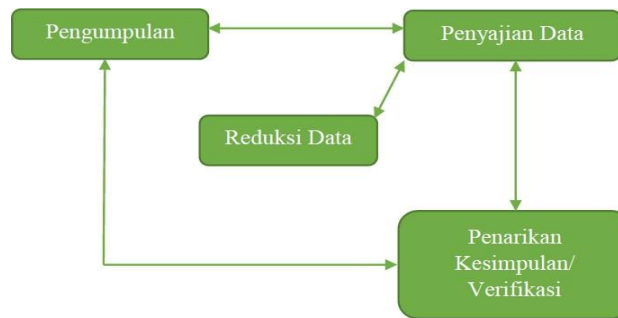 Pengumpulan
Penyajian Data
Reduksi Data
Penarikan
Kesimpulan/
Verifikasi